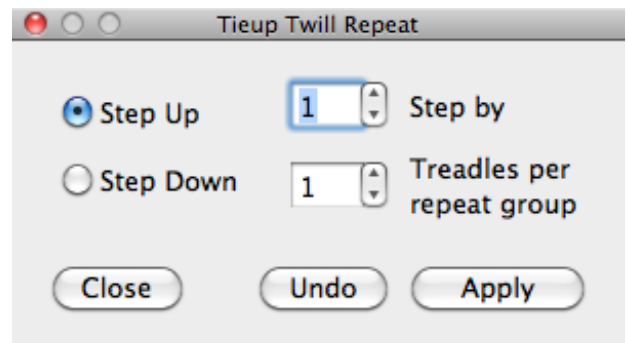 Tieup Twill Repeat
Step Up
1
Step by
Step Down
1
Treadles per
repeat group
Close
Undo
Apply